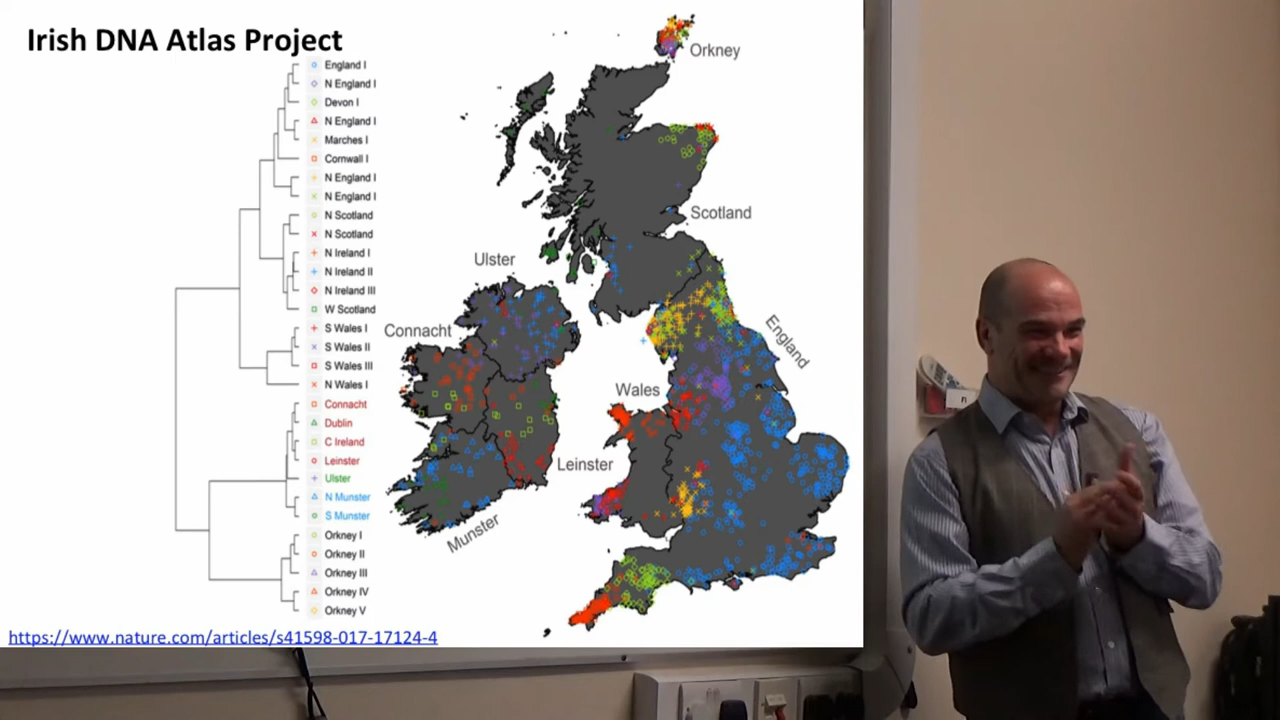 Irish DNA Atlas Project
England I
N England I
Devon I
N England I
Marches I
Cornwall I
N England I
N England I
N Scotland
N Scotland
N Ireland I
N Ireland II
N Ireland III
W Scotland
S Wales I
S Wales II
S Wales III
N Wales I
Connacht
Dublin
C Ireland
Leinster
Ulster
N Munster
S Munster
Orkney I
Orkney II
Orkney III
Orkney IV
Orkney V
Orkney
Scotland
Ulster
Connacht
England
Wales
Leinster
Munster
https://www.nature.com/articles/s41598-017-17124-4